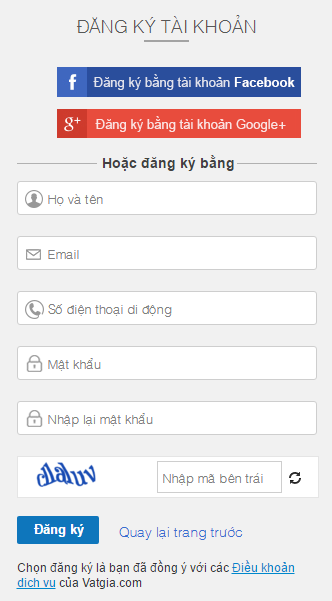 ĐĂNG KÝ TÀI KHOẢN
f Đăng ký bằng tài khoản Facebook
g+ Đăng ký bằng tài khoản Google+
Hoặc đăng ký bằng
Họ và tên
Email
Số điện thoại di động
Mật khẩu
Nhập lại mật khẩu
Nhập mã bên trái
Đăng ký Quay lại trang trước
Chọn đăng ký là bạn đã đồng ý với các Điều khoản
dịch vụ của Vatgia.com